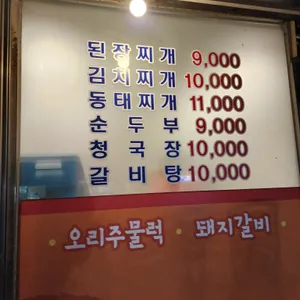 된장찌개 9,000
김치찌개 10,000
동태찌개 11,000
순두부 9,000
청국장 10,000
갈비탕 10,000
· 오리주물럭 · 돼지갈비 ·